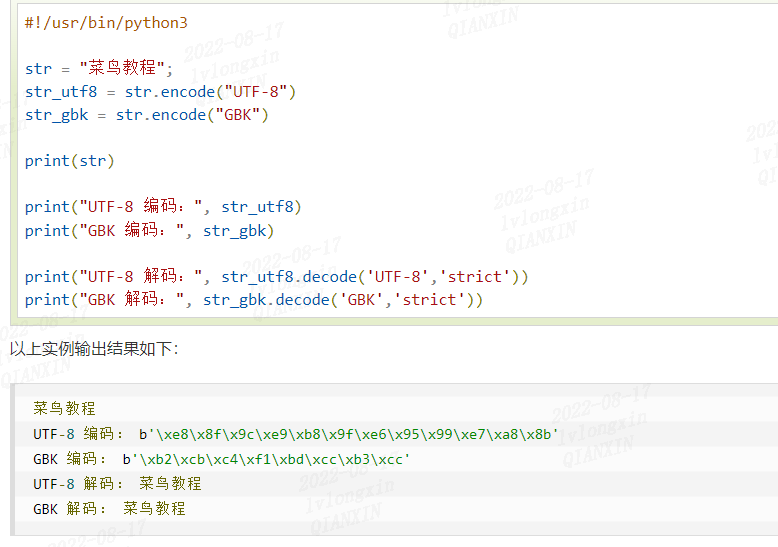 #!/usr/bin/python3
str = "菜鸟教程";
str_utf8 = str.encode("UTF-8")
str_gbk = str.encode("GBK")
print(str)
print("UTF-8 编码：", str_utf8)
print("GBK 编码：", str_gbk)
print("UTF-8 解码：", str_utf8.decode('UTF-8','strict'))
print("GBK 解码：", str_gbk.decode('GBK','strict'))
以上实例输出结果如下：
菜鸟教程
UTF-8 编码： b'\xe8\x8f\x9c\xe9\xb8\x9f\xe6\x95\x99\xe7\xa8\x8b'
GBK 编码： b'\xb2\xcb\xc4\xf1\xbd\xcc\xb3\xcc'
UTF-8 解码： 菜鸟教程
GBK 解码： 菜鸟教程
2022-08-17
lvlongxin
QIANXIN